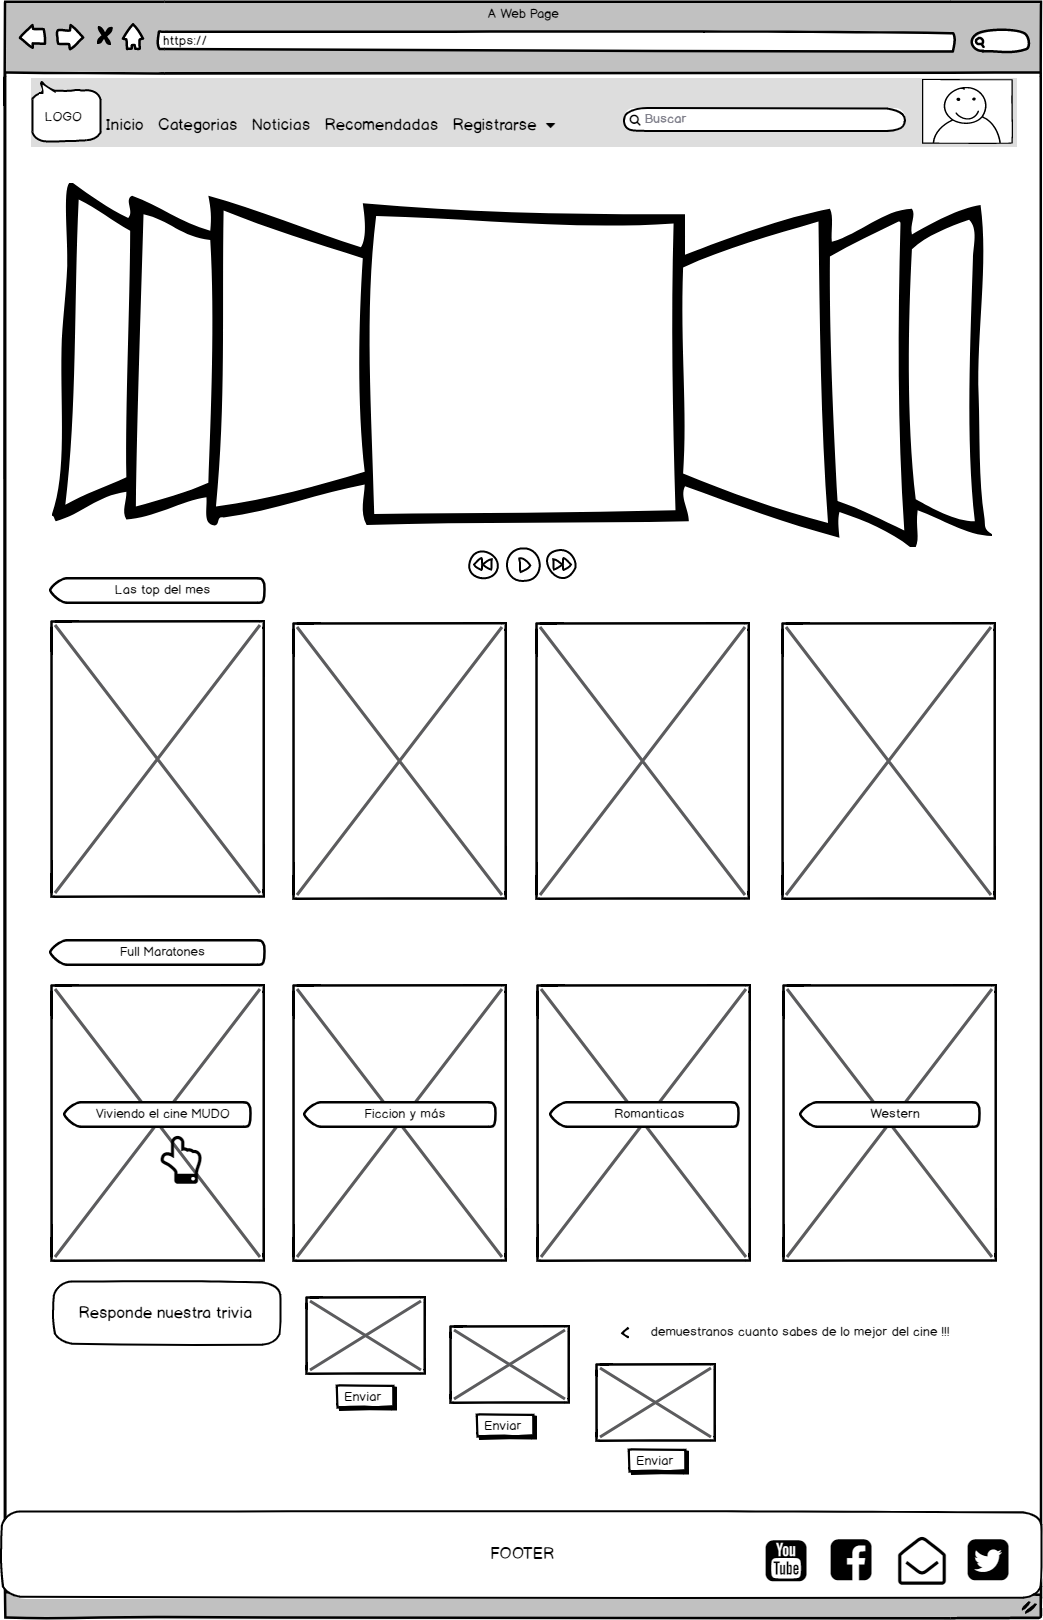 A Web Page
https://
LOGO
Inicio Categorias Noticias Recomendadas Registrarse
Buscar
Las top del mes
Full Maratones
Viviendo el cine MUDO
Ficcion y más
Romanticas
Western
Responde nuestra trivia
demuestranos cuanto sabes de lo mejor del cine !!!
Enviar
Enviar
Enviar
FOOTER
You
Tube